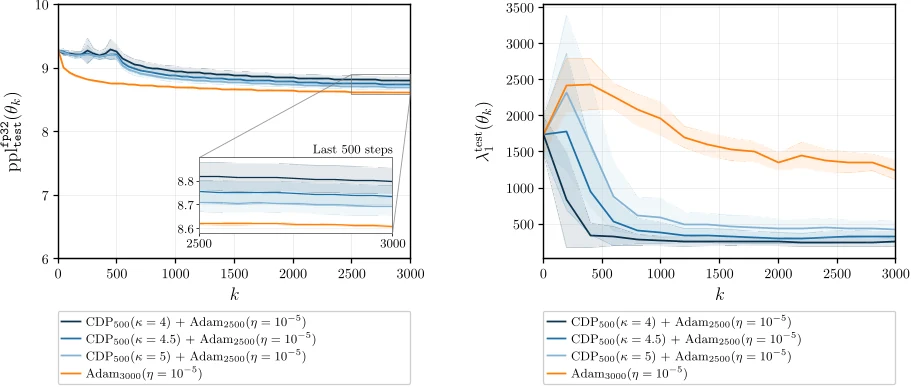 10
9
8
7
6
ppl^fp32_test(θ_k)
Last 500 steps
8.8
8.7
8.6
2500
3000
0
500
1000
1500
2000
2500
3000
k
CDP_500(κ = 4) + Adam_2500(η = 10^-5)
CDP_500(κ = 4.5) + Adam_2500(η = 10^-5)
CDP_500(κ = 5) + Adam_2500(η = 10^-5)
Adam_3000(η = 10^-5)
3500
3000
2500
2000
1500
1000
500
λ_1^test(θ_k)
0
500
1000
1500
2000
2500
3000
k
CDP_500(κ = 4) + Adam_2500(η = 10^-5)
CDP_500(κ = 4.5) + Adam_2500(η = 10^-5)
CDP_500(κ = 5) + Adam_2500(η = 10^-5)
Adam_3000(η = 10^-5)